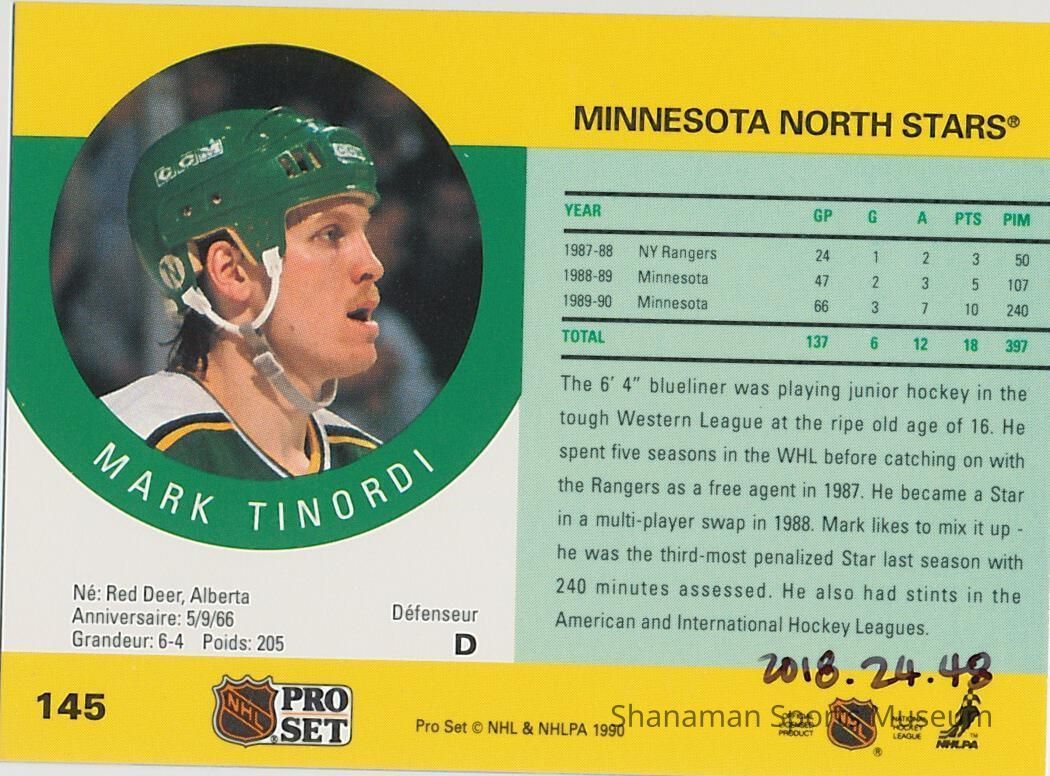 MINNESOTA NORTH STARS®
CCM
N
MARK TINORDI
YEAR GP G A PTS PIM
1987-88 NY Rangers 24 1 2 3 50
1988-89 Minnesota 47 2 3 5 107
1989-90 Minnesota 66 3 7 10 240
TOTAL 137 6 12 18 397
The 6' 4" blueliner was playing junior hockey in the
tough Western League at the ripe old age of 16. He
spent five seasons in the WHL before catching on with
the Rangers as a free agent in 1987. He became a Star
in a multi-player swap in 1988. Mark likes to mix it up -
he was the third-most penalized Star last season with
240 minutes assessed. He also had stints in the
American and International Hockey Leagues.
Né: Red Deer, Alberta
Anniversaire: 5/9/66
Grandeur: 6-4 Poids: 205
Défenseur
D
2018.24.48
145
NHL
PRO
SET
Pro Set © NHL & NHLPA 1990
Shanaman Sports Museum
PRODUCT
NHL
®
NATIONAL
HOCKEY
LEAGUE
NHLPA
™